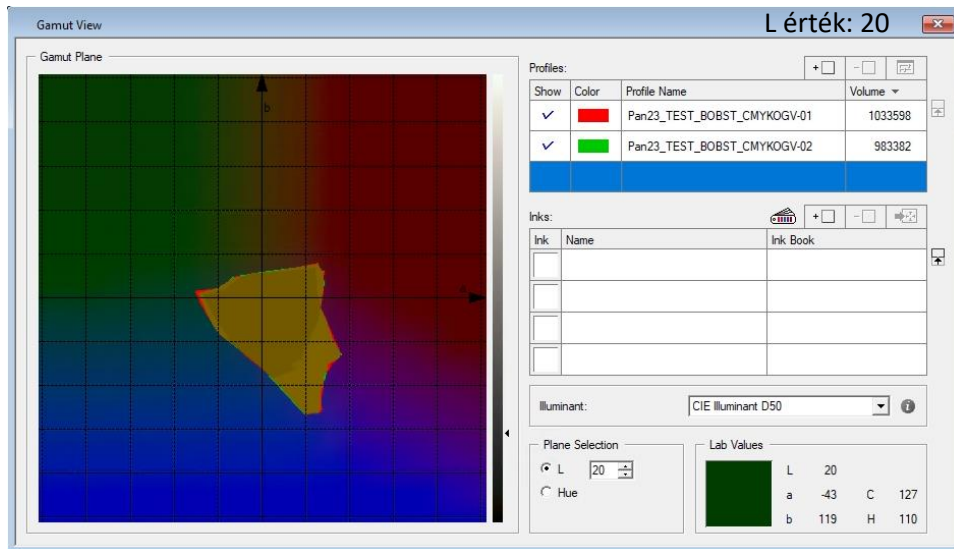 Gamut View
L érték: 20
Gamut Plane
b
a
Profiles:
Show Color Profile Name Volume
Pan23_TEST_BOBST_CMYKOGV-01 1033598
Pan23_TEST_BOBST_CMYKOGV-02 983382
Inks:
Ink Name Ink Book
Illuminant: CIE Illuminant D50
Plane Selection
L 20
Hue
Lab Values
L 20
a -43 C 127
b 119 H 110